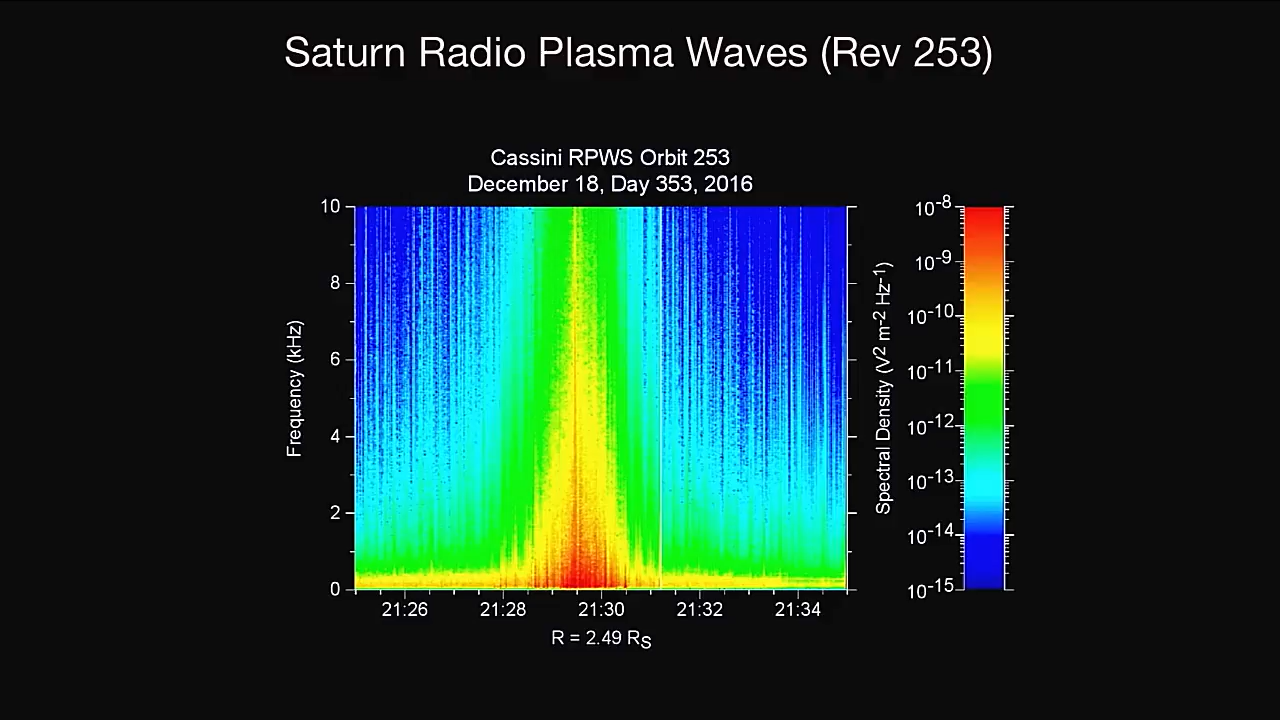 Saturn Radio Plasma Waves (Rev 253)
Cassini RPWS Orbit 253
December 18, Day 353, 2016
10
8
6
4
2
0
Frequency (kHz)
21:26 21:28 21:30 21:32 21:34
R = 2.49 R_S
Spectral Density (V² m⁻² Hz⁻¹)
10⁻⁸
10⁻⁹
10⁻¹⁰
10⁻¹¹
10⁻¹²
10⁻¹³
10⁻¹⁴
10⁻¹⁵